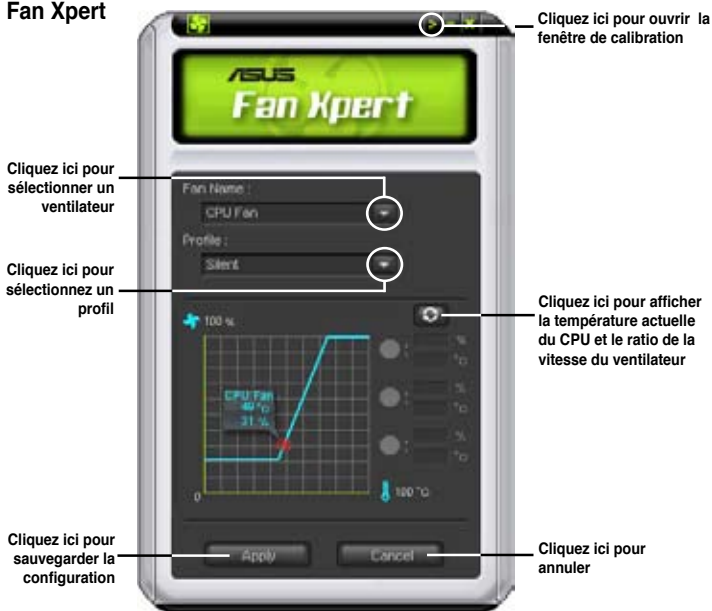 Fan Xpert
Cliquez ici pour ouvrir la
fenêtre de calibration
ASUS
Fan Xpert
Cliquez ici pour
sélectionner un
ventilateur
Fan Name :
CPU Fan
Profile :
Silent
Cliquez ici pour
sélectionnez un
profil
Cliquez ici pour afficher
la température actuelle
du CPU et le ratio de la
vitesse du ventilateur
100 %
%
°C
CPU Fan
49 °C
31 %
%
°C
%
°C
0
100 °C
Cliquez ici pour
sauvegarder la
configuration
Apply
Cancel
Cliquez ici pour
annuler